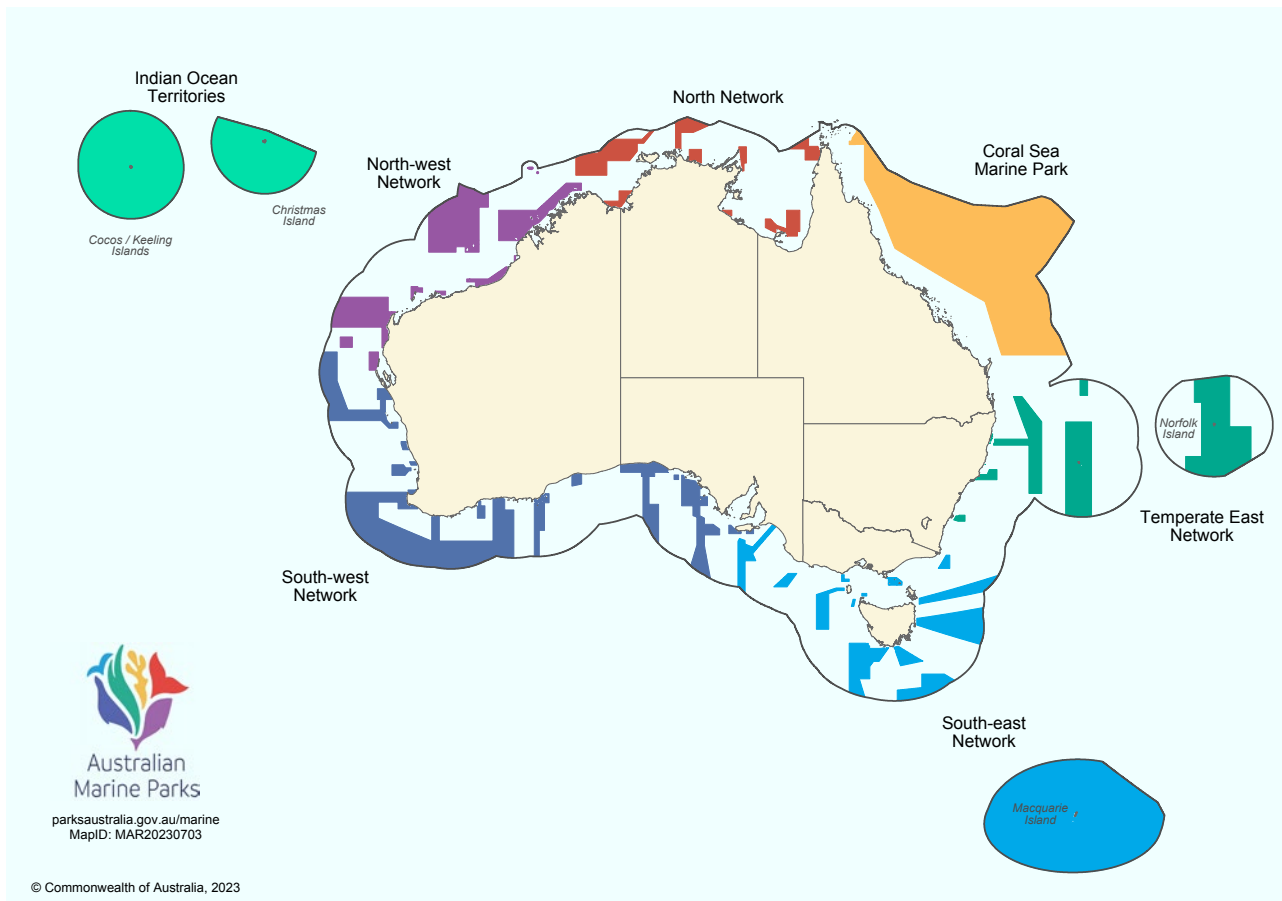 Indian Ocean
Territories
North Network
North-west
Network
Coral Sea
Marine Park
Christmas
Island
Cocos / Keeling
Islands
Norfolk
Island
Temperate East
Network
South-west
Network
South-east
Network
Macquarie
Island
Australian
Marine Parks
parksaustralia.gov.au/marine
MapID: MAR20230703
© Commonwealth of Australia, 2023